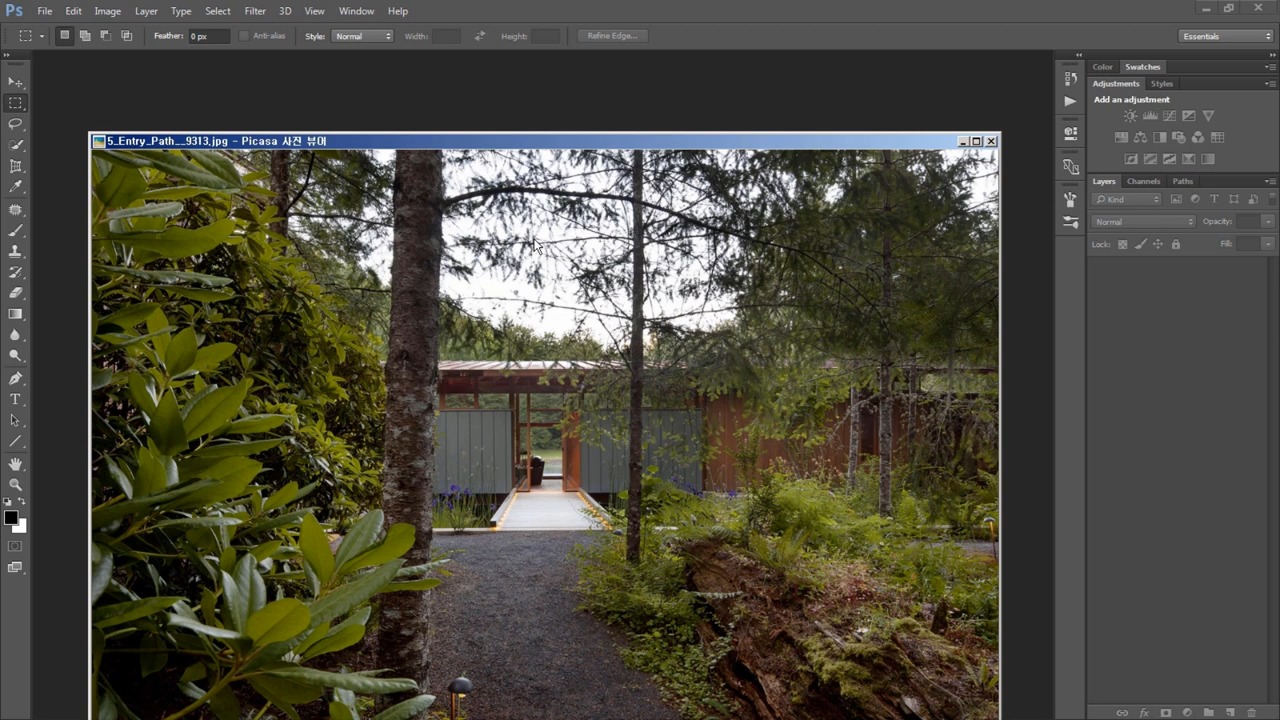 Ps File Edit Image Layer Type Select Filter 3D View Window Help
Feather: 0 px Anti-alias Style: Normal Width: Height: Refine Edge... Essentials
Color Swatches
Adjustments Styles
Add an adjustment
5_Entry_Path__9313.jpg - Picasa 사진 뷰어
Layers Channels Paths
Kind
Normal Opacity:
Lock: Fill: